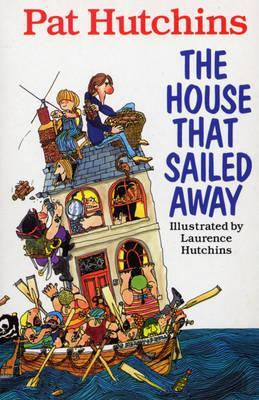 Pat Hutchins
THE
HOUSE
THAT
SAILED
AWAY
Illustrated by
Laurence
Hutchins